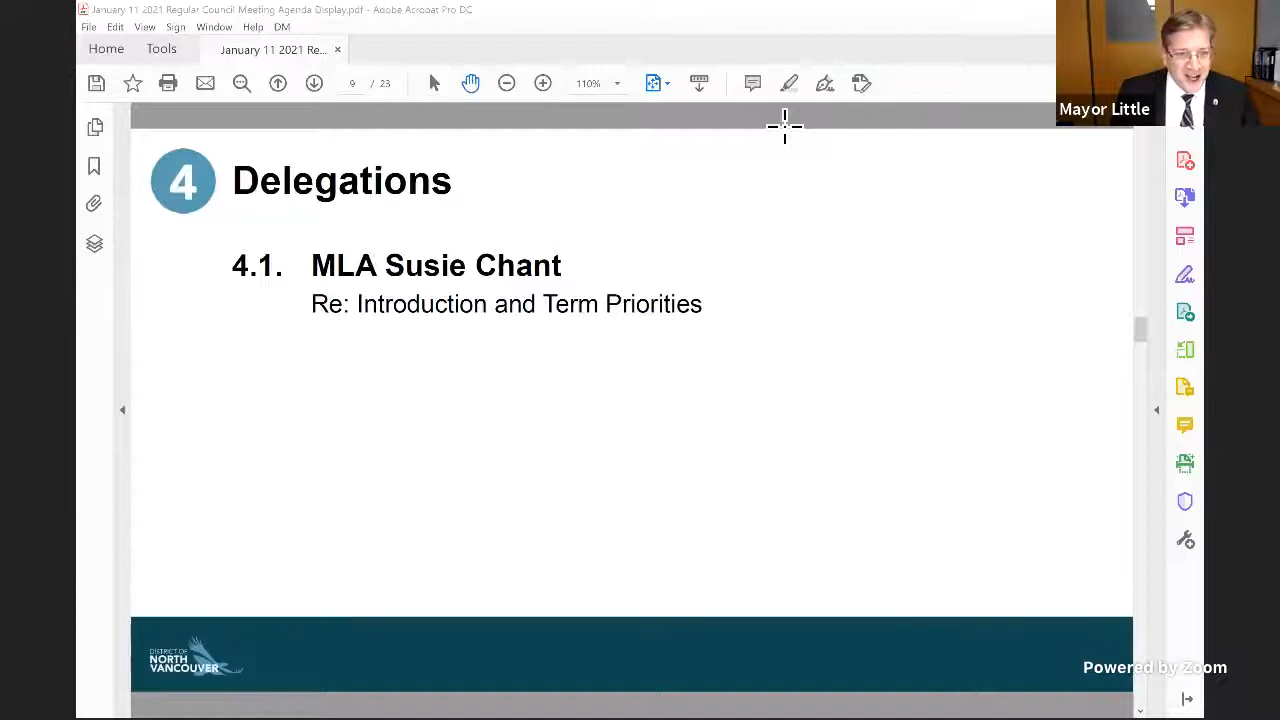 January 11 2021 Regular Council Meeting Agenda Display.pdf - Adobe Acrobat Pro DC
File Edit View Sign Window Help DM
Home Tools January 11 2021 Re... ×
9 / 23 110%
Mayor Little
4 Delegations
4.1. MLA Susie Chant
Re: Introduction and Term Priorities
DISTRICT OF
NORTH
VANCOUVER
Powered by Zoom